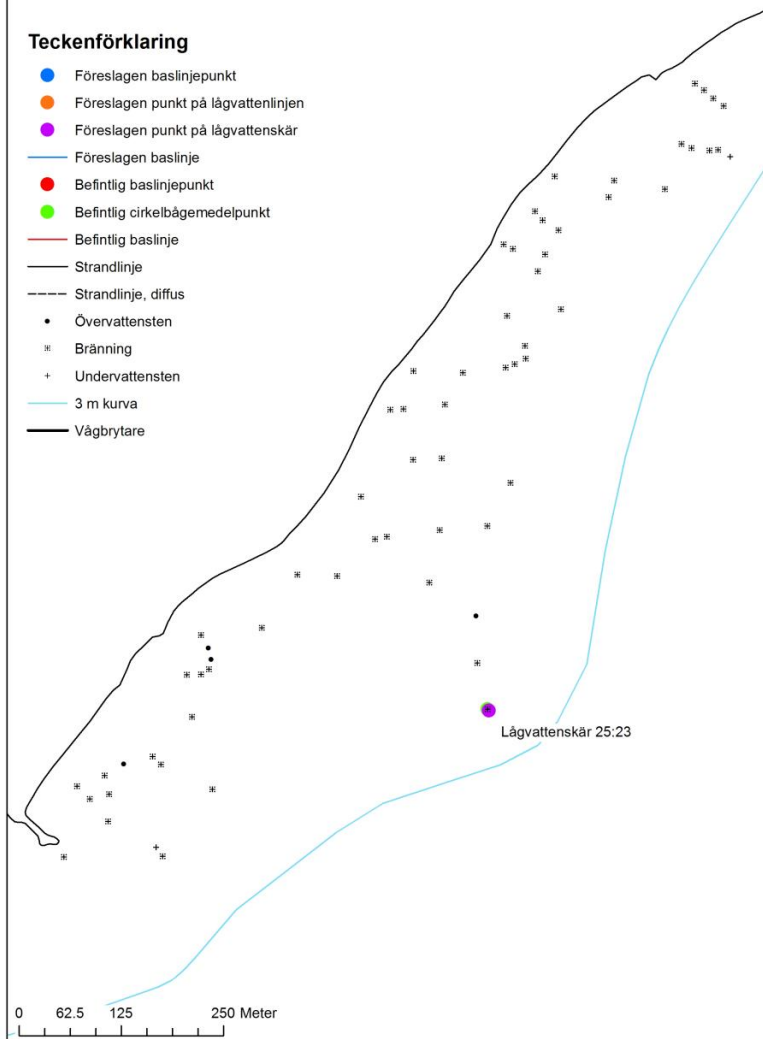 Teckenförklaring
Föreslagen baslinjepunkt
Föreslagen punkt på lågvattenlinjen
Föreslagen punkt på lågvattenskär
Föreslagen baslinje
Befintlig baslinjepunkt
Befintlig cirkelbågemedelpunkt
Befintlig baslinje
Strandlinje
Strandlinje, diffus
Övervattensten
Bränning
Undervattensten
3 m kurva
Vågbrytare
Lågvattenskär 25:23
0 62.5 125 250 Meter